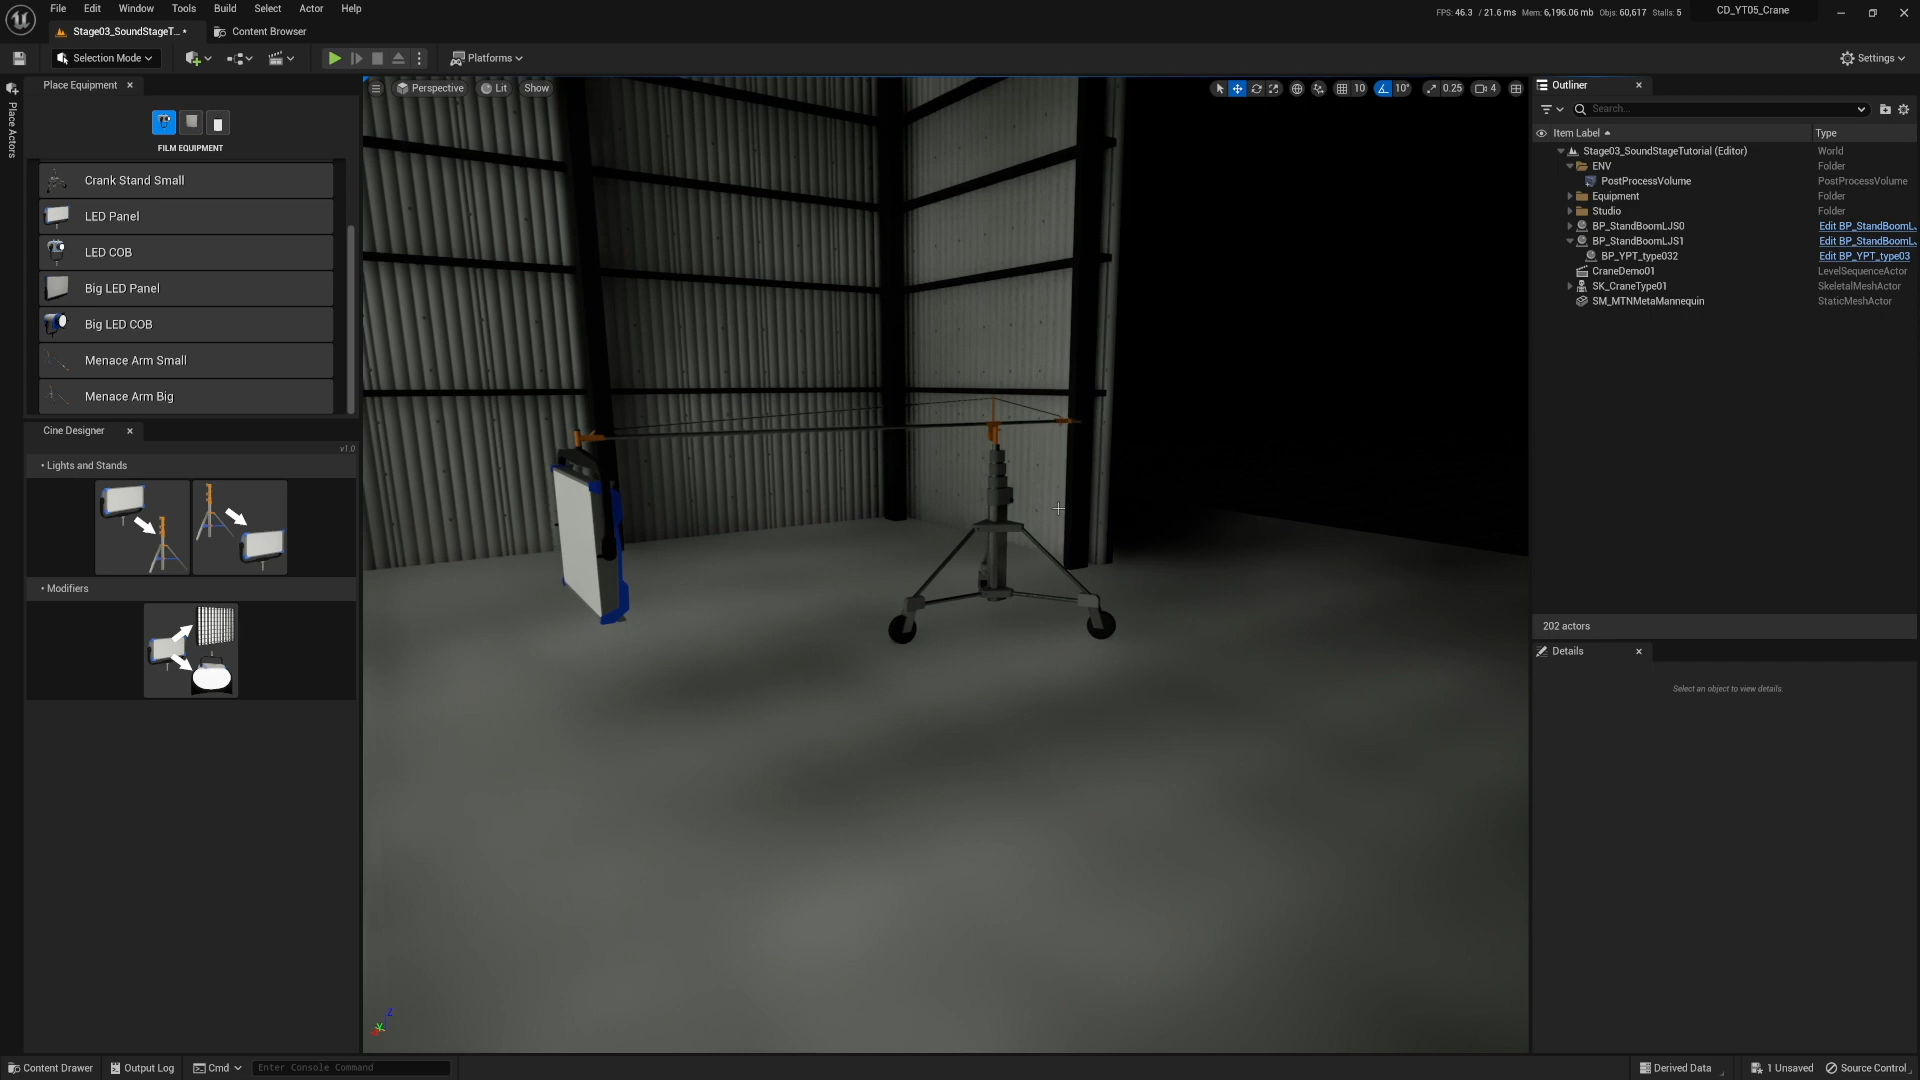 File Edit Window Tools Build Select Actor Help
FPS: 46.3 / 21.6 ms Mem: 6,196.06 mb Objs: 60,617 Stalls: 5 CD_YT05_Crane
Stage03_SoundStageT... • Content Browser
Selection Mode Platforms Settings
Place Actors
Place Equipment
FILM EQUIPMENT
Crank Stand Small
LED Panel
LED COB
Big LED Panel
Big LED COB
Menace Arm Small
Menace Arm Big
Cine Designer
v1.0
• Lights and Stands
• Modifiers
Perspective Lit Show
10 10° 0.25 4
Z
Outliner
Search...
Item Label Type
Stage03_SoundStageTutorial (Editor) World
ENV Folder
PostProcessVolume PostProcessVolume
Equipment Folder
Studio Folder
BP_StandBoomLJS0 Edit BP_StandBoomL
BP_StandBoomLJS1 Edit BP_StandBoomL
BP_YPT_type032 Edit BP_YPT_type03
CraneDemo01 LevelSequenceActor
SK_CraneType01 SkeletalMeshActor
SM_MTNMetaMannequin StaticMeshActor
202 actors
Details
Select an object to view details.
Content Drawer Output Log Cmd Enter Console Command
Derived Data 1 Unsaved Source Control